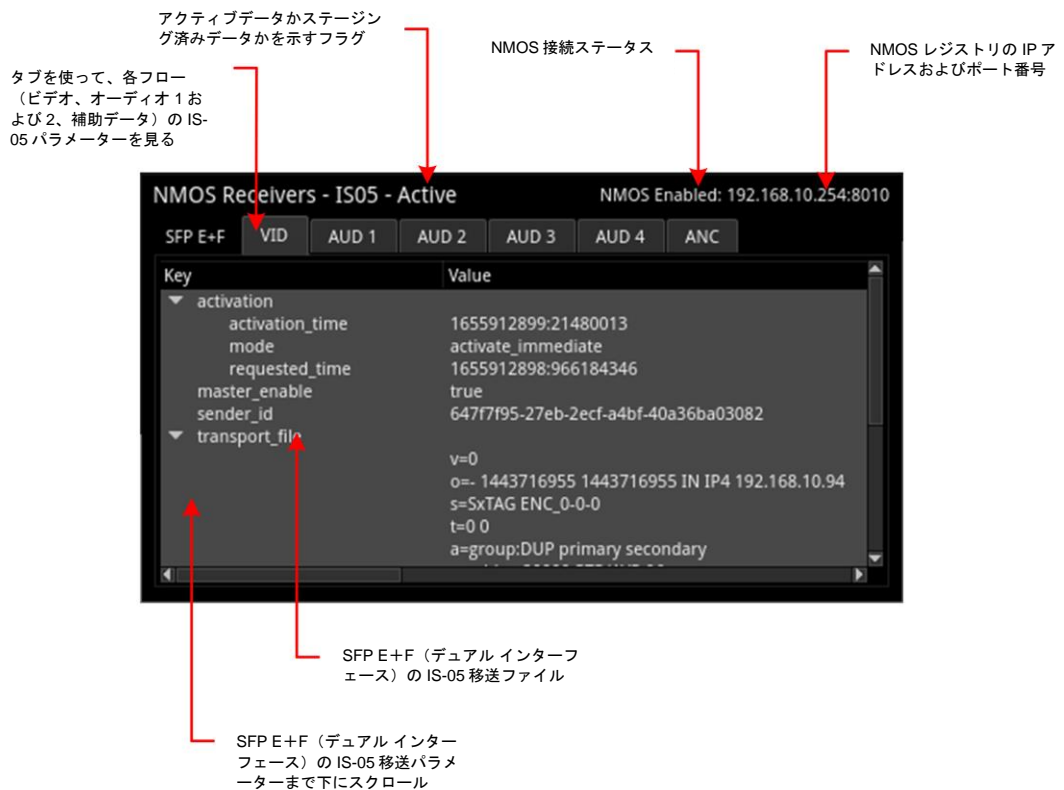 アクティブデータかステージン
グ済みデータかを示すフラグ
NMOS 接続ステータス
NMOS レジストリの IP ア
ドレスおよびポート番号
タブを使って、各フロー
（ビデオ、オーディオ 1 お
よび 2、補助データ）の IS-
05 パラメーターを見る
NMOS Receivers - IS05 - Active
NMOS Enabled: 192.168.10.254:8010
SFP E+F VID AUD 1 AUD 2 AUD 3 AUD 4 ANC
Key Value
activation
activation_time 1655912899:21480013
mode activate_immediate
requested_time 1655912898:966184346
master_enable true
sender_id 647f7f95-27eb-2ecf-a4bf-40a36ba03082
transport_file
v=0
o=- 1443716955 1443716955 IN IP4 192.168.10.94
s=SxTAG ENC_0-0-0
t=0 0
a=group:DUP primary secondary
SFP E＋F（デュアル インターフ
ェース）の IS-05 移送ファイル
SFP E＋F（デュアル インター
フェース）の IS-05 移送パラメ
ーターまで下にスクロール